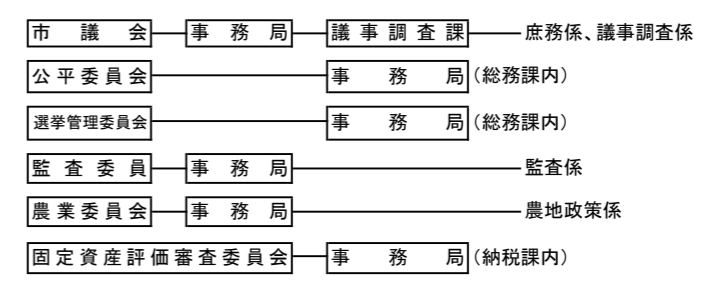 市議会 事務局 議事調査課 庶務係、議事調査係
公平委員会 事務局 (総務課内)
選挙管理委員会 事務局 (総務課内)
監査委員 事務局 監査係
農業委員会 事務局 農地政策係
固定資産評価審査委員会 事務局 (納税課内)